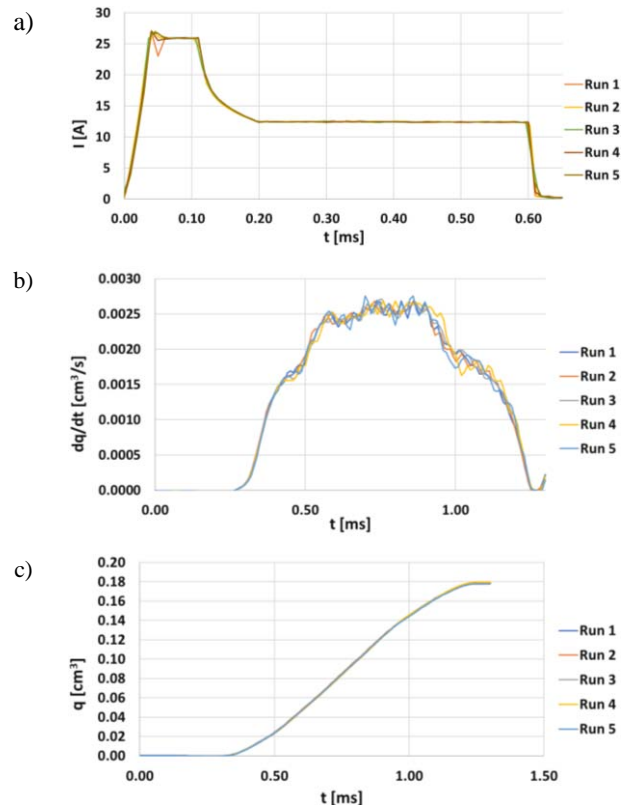 a)
30
25
20
15
10
5
0
I [A]
0.00 0.10 0.20 0.30 0.40 0.50 0.60
t [ms]
Run 1
Run 2
Run 3
Run 4
Run 5
b)
0.0030
0.0025
0.0020
0.0015
0.0010
0.0005
0.0000
dq/dt [cm³/s]
0.00 0.50 1.00
t [ms]
Run 1
Run 2
Run 3
Run 4
Run 5
c)
0.20
0.18
0.16
0.14
0.12
0.10
0.08
0.06
0.04
0.02
0.00
q [cm³]
0.00 0.50 1.00 1.50
t [ms]
Run 1
Run 2
Run 3
Run 4
Run 5